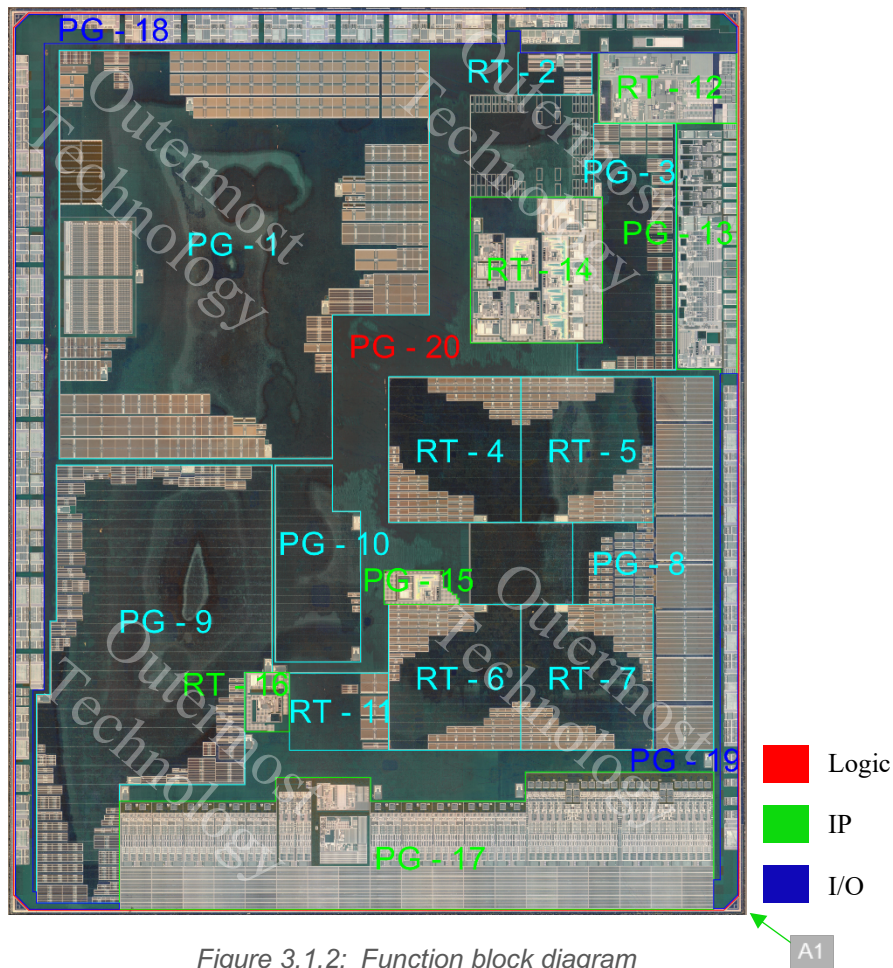 PG - 18
RT - 2
RT - 12
Outermost
Technology
Outermost
Technology
PG - 3
PG - 1
PG - 13
RT - 14
PG - 20
RT - 4
RT - 5
PG - 10
PG - 8
PG - 15
PG - 9
Outermost
Technology
Outermost
Technology
RT - 16
RT - 6
RT - 7
RT - 11
PG - 19
PG - 17
Logic
IP
I/O
A1
Figure 3.1.2: Function block diagram